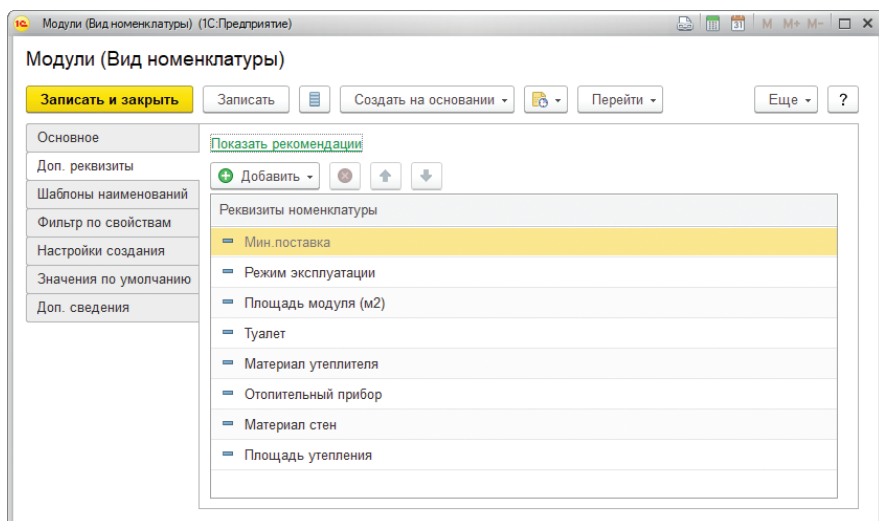 Модули (Вид номенклатуры) (1С:Предприятие)
31 M M+ M-
Модули (Вид номенклатуры)
Записать и закрыть Записать Создать на основании Перейти Еще ?
Основное
Доп. реквизиты
Шаблоны наименований
Фильтр по свойствам
Настройки создания
Значения по умолчанию
Доп. сведения
Показать рекомендации
Добавить
Реквизиты номенклатуры
Мин.поставка
Режим эксплуатации
Площадь модуля (м2)
Туалет
Материал утеплителя
Отопительный прибор
Материал стен
Площадь утепления